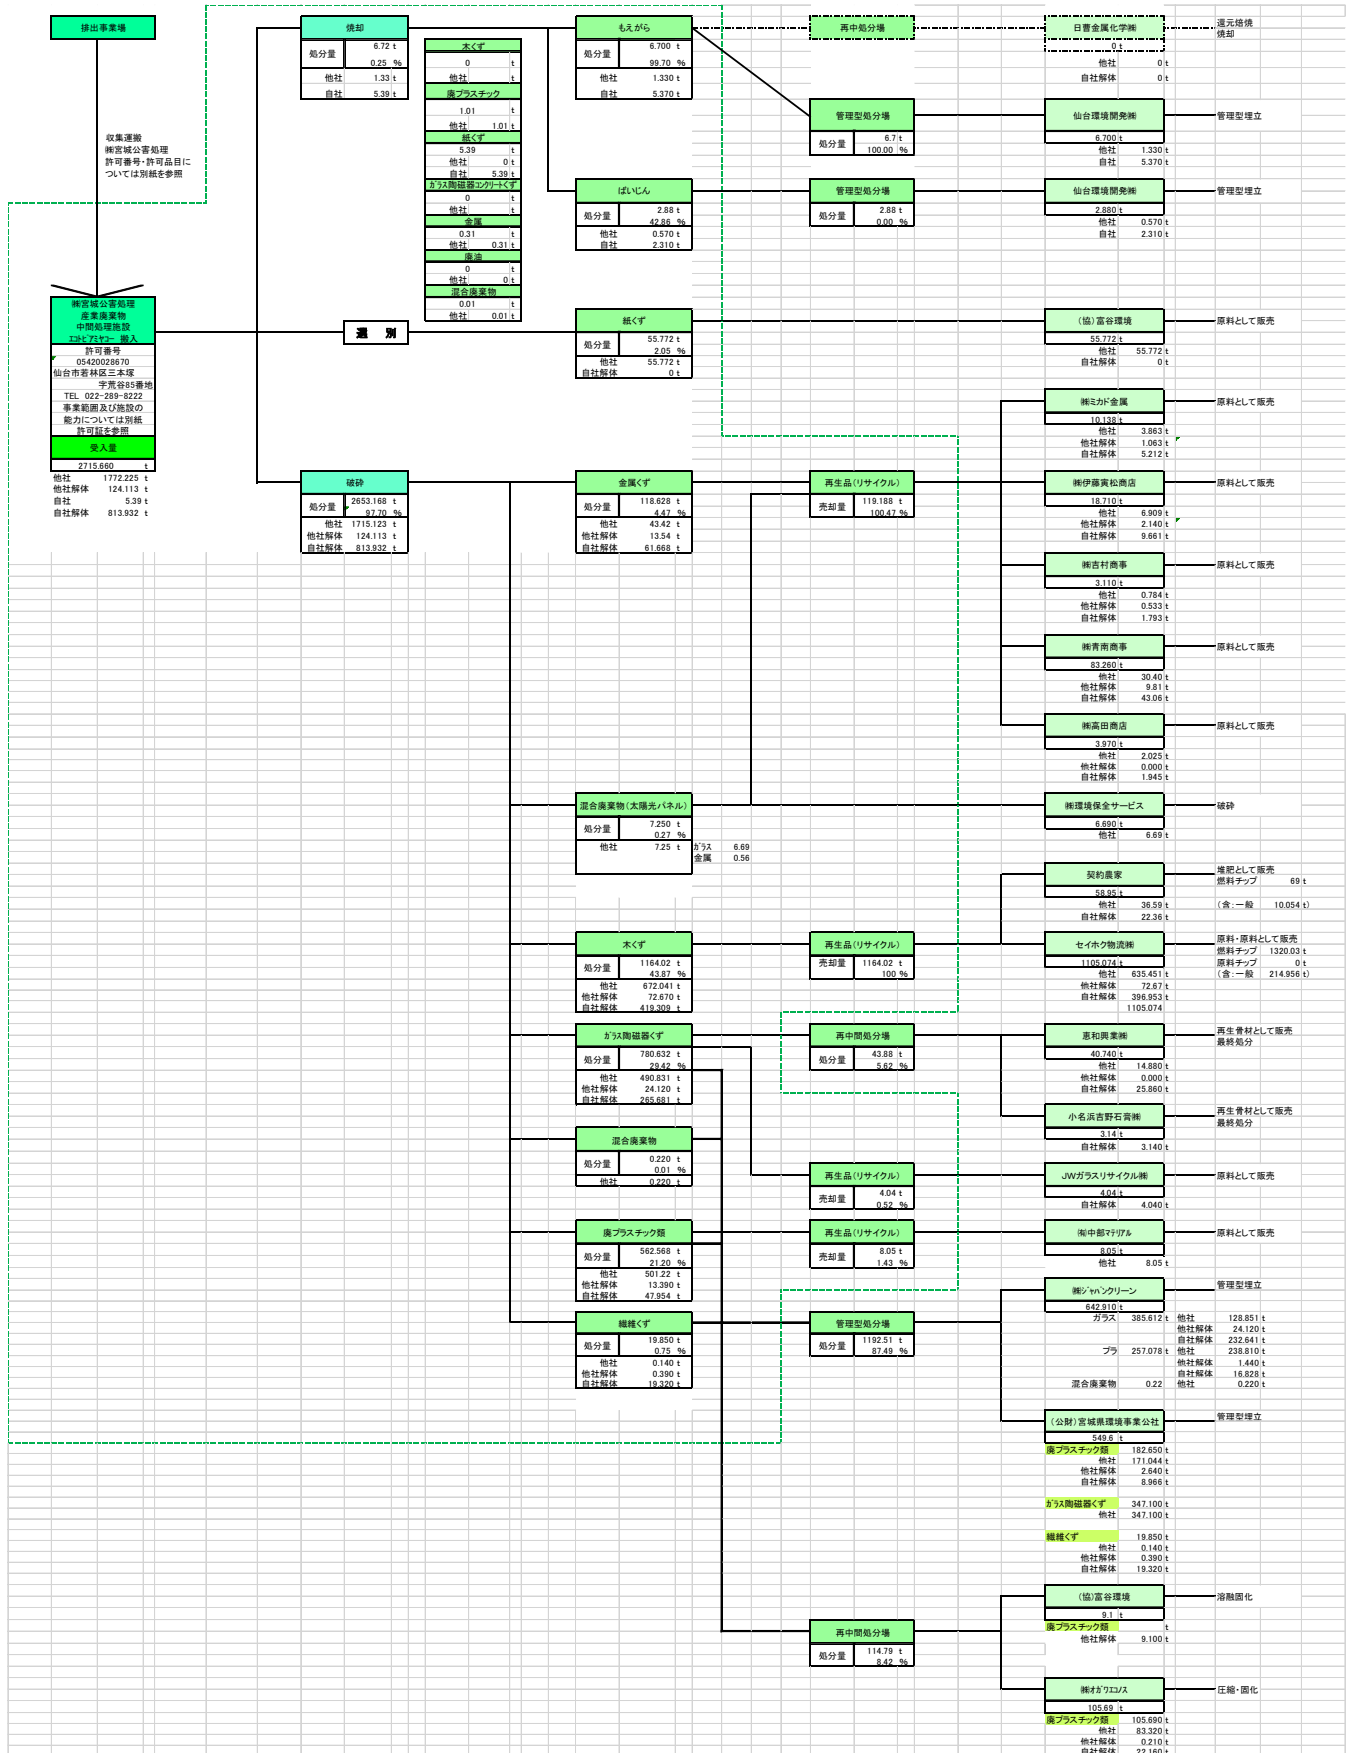 排出事業場
収集運搬
㈱宮城公害処理
許可番号・許可品目に
ついては別紙を参照
㈱宮城公害処理
産業廃棄物
中間処理施設
ｴｺﾄﾋﾟｱﾐﾔｺｰ 搬入
許可番号
05420028670
仙台市若林区三本塚
字荒谷85番地
TEL 022-289-8222
事業範囲及び施設の
能力については別紙
許可証を参照
受入量
2715.660 t
他社 1772.225 t
他社解体 124.113 t
自社 5.39 t
自社解体 813.932 t
焼却
処分量 6.72 t
0.25 %
他社 1.33 t
自社 5.39 t
木くず
0 t
他社 t
廃プラスチック
1.01 t
他社 1.01 t
紙くず
5.39 t
他社 0 t
自社 5.39 t
ｶﾞﾗｽ陶磁器ｺﾝｸﾘｰﾄくず
0 t
他社 t
金属
0.31 t
他社 0.31 t
廃油
0 t
他社 0 t
混合廃棄物
0.01 t
他社 0.01 t
選 別
破砕
処分量 2653.168 t
97.70 %
他社 1715.123 t
他社解体 124.113 t
自社解体 813.932 t
もえがら
処分量 6.700 t
99.70 %
他社 1.330 t
自社 5.370 t
ばいじん
処分量 2.88 t
42.86 %
他社 0.570 t
自社 2.310 t
紙くず
処分量 55.772 t
2.05 %
他社 55.772 t
自社解体 0 t
金属くず
処分量 118.628 t
4.47 %
他社 43.42 t
他社解体 13.54 t
自社解体 61.668 t
混合廃棄物（太陽光パネル）
処分量 7.250 t
0.27 %
他社 7.25 t
ｶﾞﾗｽ 6.69
金属 0.56
木くず
処分量 1164.02 t
43.87 %
他社 672.041 t
他社解体 72.670 t
自社解体 419.309 t
ｶﾞﾗｽ陶磁器くず
処分量 780.632 t
29.42 %
他社 490.831 t
他社解体 24.120 t
自社解体 265.681 t
混合廃棄物
処分量 0.220 t
0.01 %
他社 0.220 t
廃プラスチック類
処分量 562.568 t
21.20 %
他社 501.22 t
他社解体 13.390 t
自社解体 47.954 t
繊維くず
処分量 19.850 t
0.75 %
他社 0.140 t
他社解体 0.390 t
自社解体 19.320 t
再中処分場
管理型処分場
処分量 6.7 t
100.00 %
管理型処分場
処分量 2.88 t
0.00 %
再生品（リサイクル）
売却量 119.188 t
100.47 %
再生品（リサイクル）
売却量 1164.02 t
100 %
再中間処分場
処分量 43.88 t
5.62 %
再生品（リサイクル）
売却量 4.04 t
0.52 %
再生品（リサイクル）
売却量 8.05 t
1.43 %
管理型処分場
処分量 1192.51 t
87.49 %
再中間処分場
処分量 114.79 t
8.42 %
日曹金属化学㈱
0 t
他社 0 t
自社解体 0 t
還元焙焼
焼却
仙台環境開発㈱
6.700 t
他社 1.330 t
自社 5.370 t
管理型埋立
仙台環境開発㈱
2.880 t
他社 0.570 t
自社 2.310 t
管理型埋立
（協）富谷環境
55.772 t
他社 55.772 t
自社解体 0 t
原料として販売
㈱ミカド金属
10.138 t
他社 3.863 t
他社解体 1.063 t
自社解体 5.212 t
原料として販売
㈱伊藤寅松商店
18.710 t
他社 6.909 t
他社解体 2.140 t
自社解体 9.661 t
原料として販売
㈱吉村商事
3.110 t
他社 0.784 t
他社解体 0.533 t
自社解体 1.793 t
原料として販売
㈱青南商事
83.260 t
他社 30.40 t
他社解体 9.81 t
自社解体 43.06 t
原料として販売
㈱高田商店
3.970 t
他社 2.025 t
他社解体 0.000 t
自社解体 1.945 t
原料として販売
㈱環境保全サービス
6.690 t
他社 6.69 t
破砕
契約農家
58.95 t
他社 36.59 t
自社解体 22.36 t
堆肥として販売
燃料チップ 69 t
（含：一般 10.054 t）
セイホク物流㈱
1105.074 t
他社 635.451 t
他社解体 72.67 t
自社解体 396.953 t
1105.074
原料・原料として販売
燃料チップ 1320.03 t
原料チップ 0 t
（含：一般 214.956 t）
恵和興業㈱
40.740 t
他社 14.880 t
他社解体 0.000 t
自社解体 25.860 t
再生骨材として販売
最終処分
小名浜吉野石膏㈱
3.14 t
自社解体 3.140 t
再生骨材として販売
最終処分
JWガラスリサイクル㈱
4.04 t
自社解体 4.040 t
原料として販売
㈲中部ﾏﾃﾘｱﾙ
8.05 t
他社 8.05 t
原料として販売
㈱ｼﾞｬﾊﾟﾝクリーン
642.910 t
ガラス 385.612 t 他社 128.851 t
他社解体 24.120 t
自社解体 232.641 t
プラ 257.078 t 他社 238.810 t
他社解体 1.440 t
自社解体 16.828 t
混合廃棄物 0.22 他社 0.220 t
管理型埋立
（公財）宮城県環境事業公社
549.6 t
廃プラスチック類 182.650 t
他社 171.044 t
他社解体 2.640 t
自社解体 8.966 t
ｶﾞﾗｽ陶磁器くず 347.100 t
他社 347.100 t
繊維くず 19.850 t
他社 0.140 t
他社解体 0.390 t
自社解体 19.320 t
管理型埋立
（協）富谷環境
9.1 t
廃プラスチック類 t
他社解体 9.100 t
溶融固化
㈱ｵｶﾞﾜｴｺﾉｽ
105.69 t
廃プラスチック類 105.690 t
他社 83.320 t
他社解体 0.210 t
自社解体 22.160 t
圧縮・固化